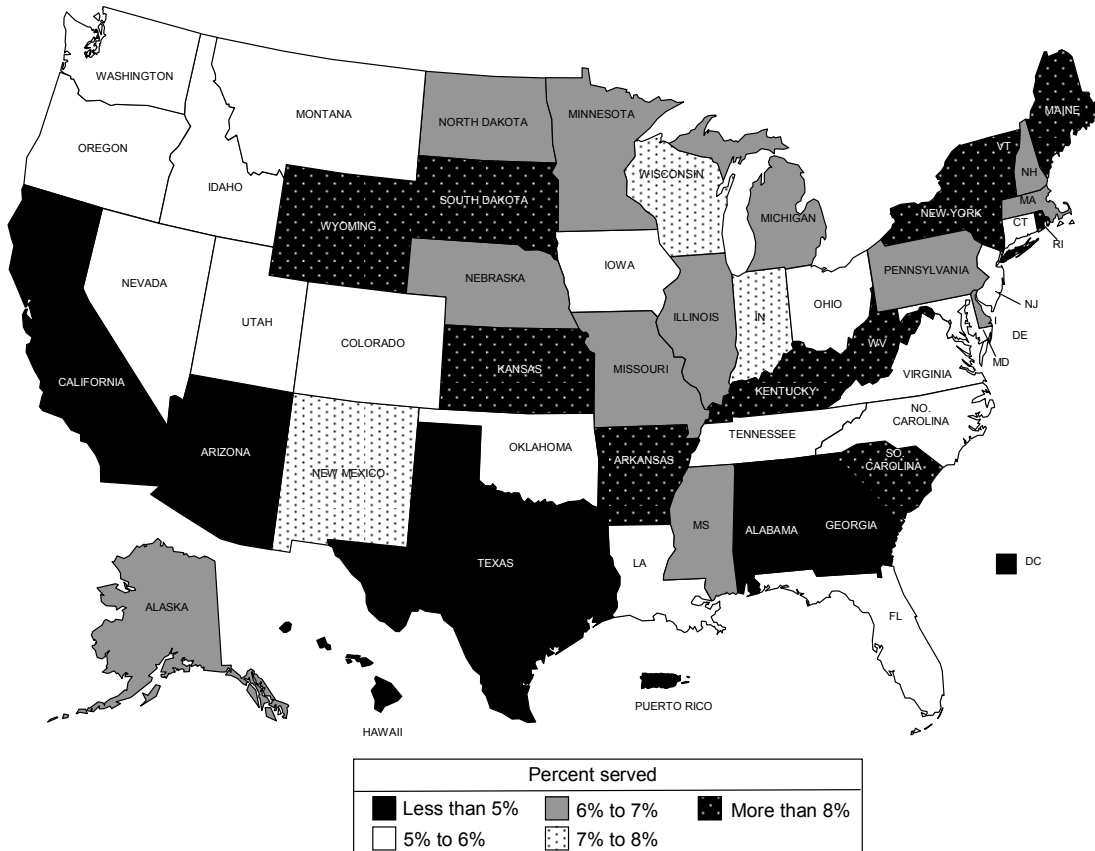 WASHINGTON
MONTANA
NORTH DAKOTA
MINNESOTA
MAINE
OREGON
IDAHO
WISCONSIN
VT
NH
SOUTH DAKOTA
WYOMING
MICHIGAN
NEW YORK
MA
CT
RI
NEVADA
UTAH
NEBRASKA
IOWA
PENNSYLVANIA
COLORADO
ILLINOIS
IN
OHIO
NJ
DE
MD
CALIFORNIA
KANSAS
MISSOURI
WV
VIRGINIA
KENTUCKY
NO.
CAROLINA
TENNESSEE
ARIZONA
NEW MEXICO
OKLAHOMA
ARKANSAS
SO.
CAROLINA
MS
ALABAMA
GEORGIA
TEXAS
LA
DC
ALASKA
FL
PUERTO RICO
HAWAII
Percent served
Less than 5%
6% to 7%
More than 8%
5% to 6%
7% to 8%